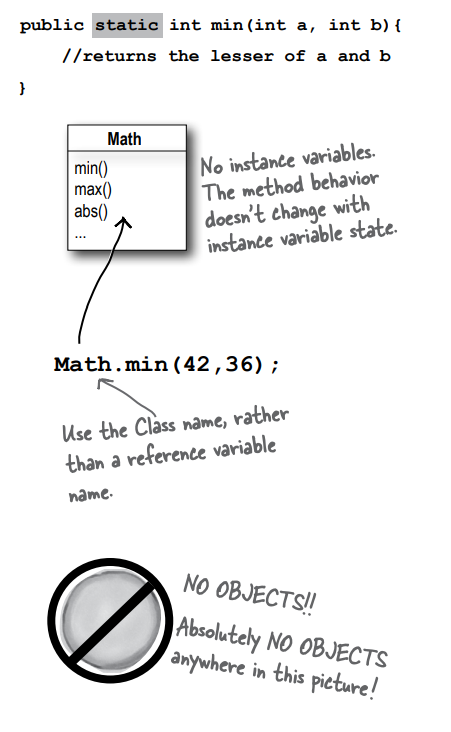 public static int min(int a, int b){
//returns the lesser of a and b
}
Math
min()
max()
abs()
...
No instance variables.
The method behavior
doesn't change with
instance variable state.
Math.min(42,36);
Use the Class name, rather
than a reference variable
name.
NO OBJECTS!!
Absolutely NO OBJECTS
anywhere in this picture!